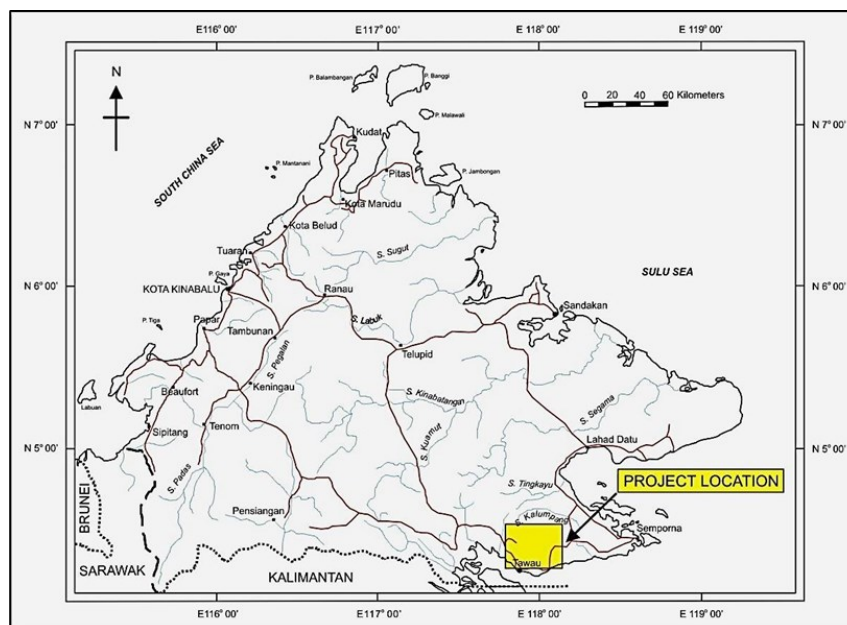 E116° 00'
E117° 00'
E118° 00'
E119° 00'
N
P. Balambangan
P. Banggi
P. Malawali
0 20 40 60 Kilometers
N 7° 00'
N 7° 00'
Kudat
SOUTH CHINA SEA
P. Mantanani
Pitas
P. Jambongan
Kota Marudu
Kota Belud
Tuaran
S. Sugut
SULU SEA
P. Gaya
N 6° 00'
KOTA KINABALU
Ranau
N 6° 00'
Sandakan
P. Tiga
Papar
Tambunan
S. Labuk
S. Pegalan
Telupid
Labuan
Beaufort
Keningau
S. Kinabatangan
S. Segama
Sipitang
Tenom
S. Kuamut
Lahad Datu
N 5° 00'
N 5° 00'
S. Padas
S. Tingkayu
PROJECT LOCATION
BRUNEI
Pensiangan
S. Kalumpang
Semporna
SARAWAK
KALIMANTAN
Tawau
E116° 00'
E117° 00'
E118° 00'
E119° 00'